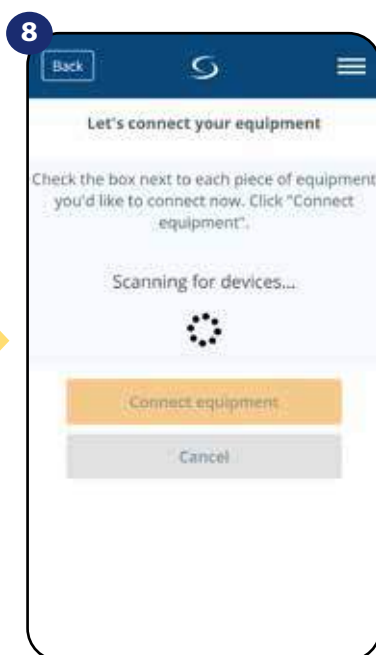 8
Back
Let's connect your equipment
Check the box next to each piece of equipment
you'd like to connect now. Click "Connect
equipment".
Scanning for devices...
Connect equipment
Cancel